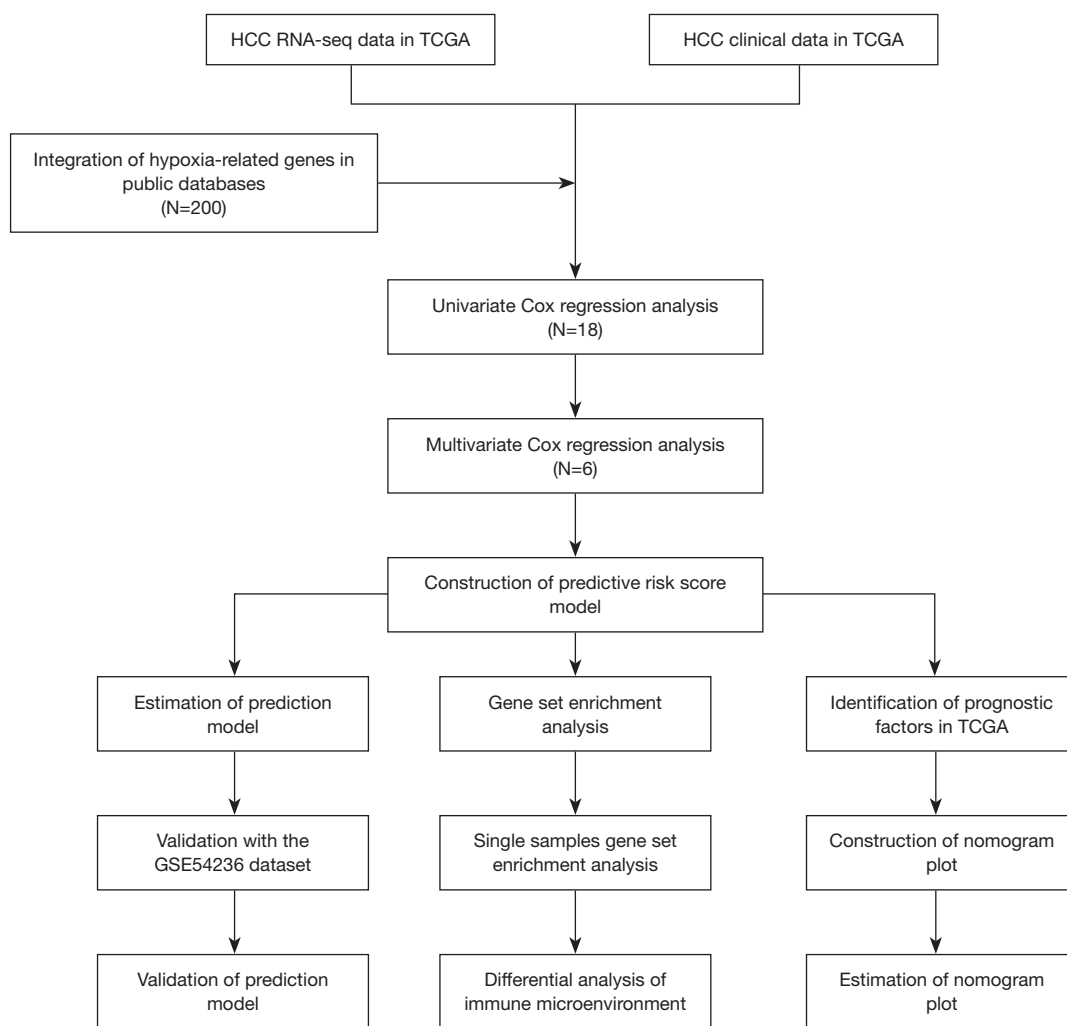 HCC RNA-seq data in TCGA
HCC clinical data in TCGA
Integration of hypoxia-related genes in
public databases
(N=200)
Univariate Cox regression analysis
(N=18)
Multivariate Cox regression analysis
(N=6)
Construction of predictive risk score
model
Estimation of prediction
model
Gene set enrichment
analysis
Identification of prognostic
factors in TCGA
Validation with the
GSE54236 dataset
Single samples gene set
enrichment analysis
Construction of nomogram
plot
Validation of prediction
model
Differential analysis of
immune microenvironment
Estimation of nomogram
plot